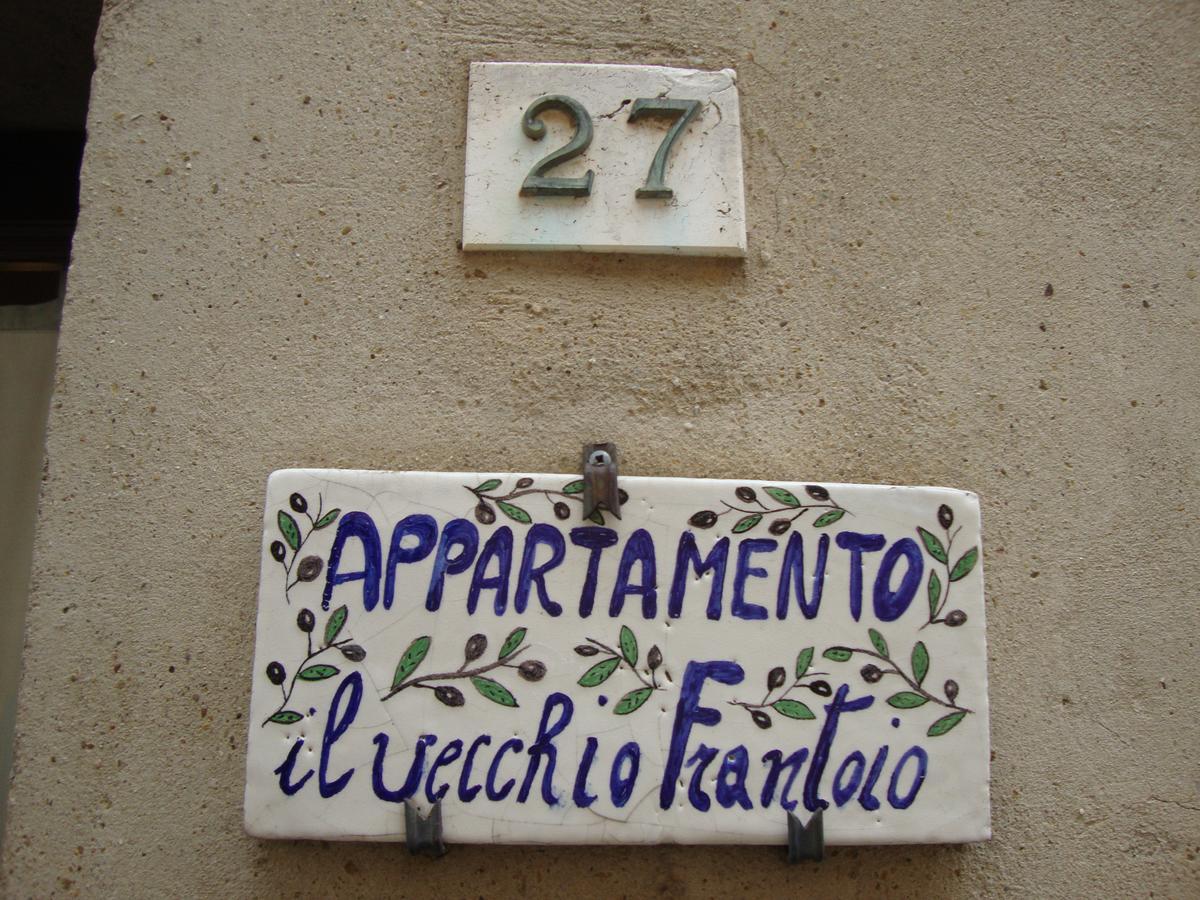 27
APPARTAMENTO
il vecchio Frantoio